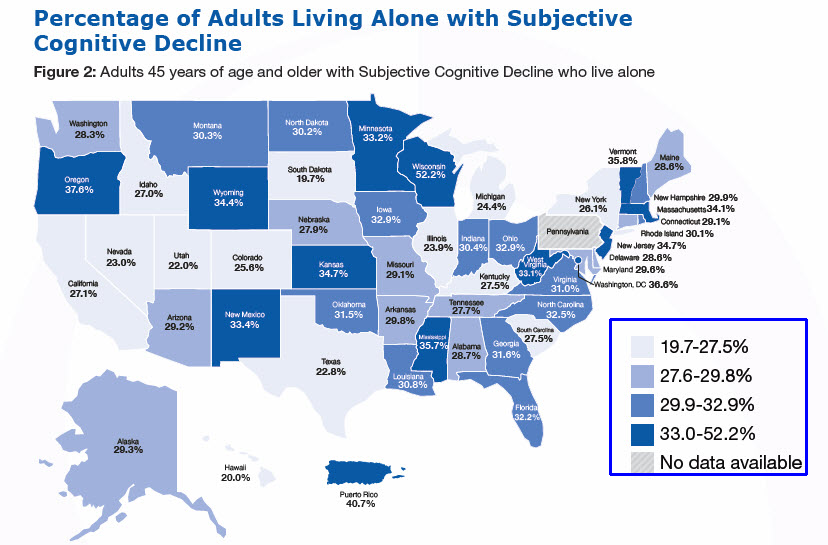 Percentage of Adults Living Alone with Subjective
Cognitive Decline
Figure 2: Adults 45 years of age and older with Subjective Cognitive Decline who live alone
Washington
28.3%
Montana
30.3%
North Dakota
30.2%
Minnesota
33.2%
Wisconsin
52.2%
Vermont
35.8%
Maine
28.6%
Oregon
37.6%
Idaho
27.0%
Wyoming
34.4%
South Dakota
19.7%
Michigan
24.4%
New York
26.1%
New Hampshire 29.9%
Massachusetts 34.1%
Connecticut 29.1%
Rhode Island 30.1%
New Jersey 34.7%
Delaware 28.6%
Maryland 29.6%
Washington, DC 36.6%
Nebraska
27.9%
Iowa
32.9%
Illinois
23.9%
Indiana
30.4%
Ohio
32.9%
Pennsylvania
Nevada
23.0%
Utah
22.0%
Colorado
25.6%
Kansas
34.7%
Missouri
29.1%
Kentucky
27.5%
West
Virginia
33.1%
Virginia
31.0%
California
27.1%
Arizona
29.2%
New Mexico
33.4%
Oklahoma
31.5%
Arkansas
29.8%
Tennessee
27.7%
North Carolina
32.5%
South Carolina
27.5%
Texas
22.8%
Louisiana
30.8%
Mississippi
35.7%
Alabama
28.7%
Georgia
31.6%
Florida
32.2%
Alaska
29.3%
Hawaii
20.0%
Puerto Rico
40.7%
19.7-27.5%
27.6-29.8%
29.9-32.9%
33.0-52.2%
No data available